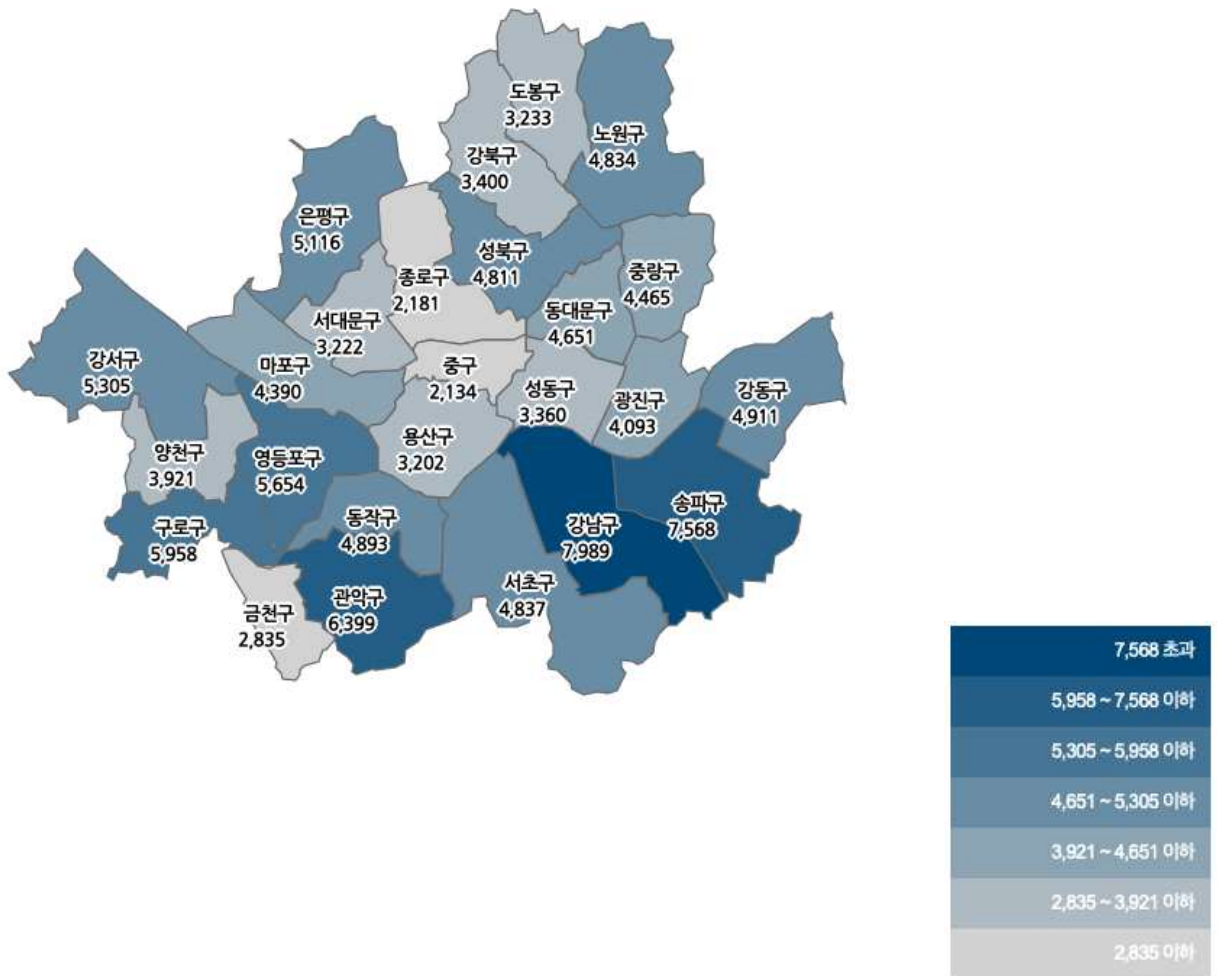 도봉구
3,233
노원구
4,834
강북구
3,400
은평구
5,116
성북구
4,811
중랑구
4,465
종로구
2,181
동대문구
4,651
서대문구
3,222
강서구
5,305
마포구
4,390
중구
2,134
성동구
3,360
광진구
4,093
강동구
4,911
용산구
3,202
양천구
3,921
영등포구
5,654
송파구
7,568
동작구
4,893
강남구
7,989
구로구
5,958
서초구
4,837
관악구
6,399
금천구
2,835
7,568 초과
5,958 ~ 7,568 이하
5,305 ~ 5,958 이하
4,651 ~ 5,305 이하
3,921 ~ 4,651 이하
2,835 ~ 3,921 이하
2,835 이하